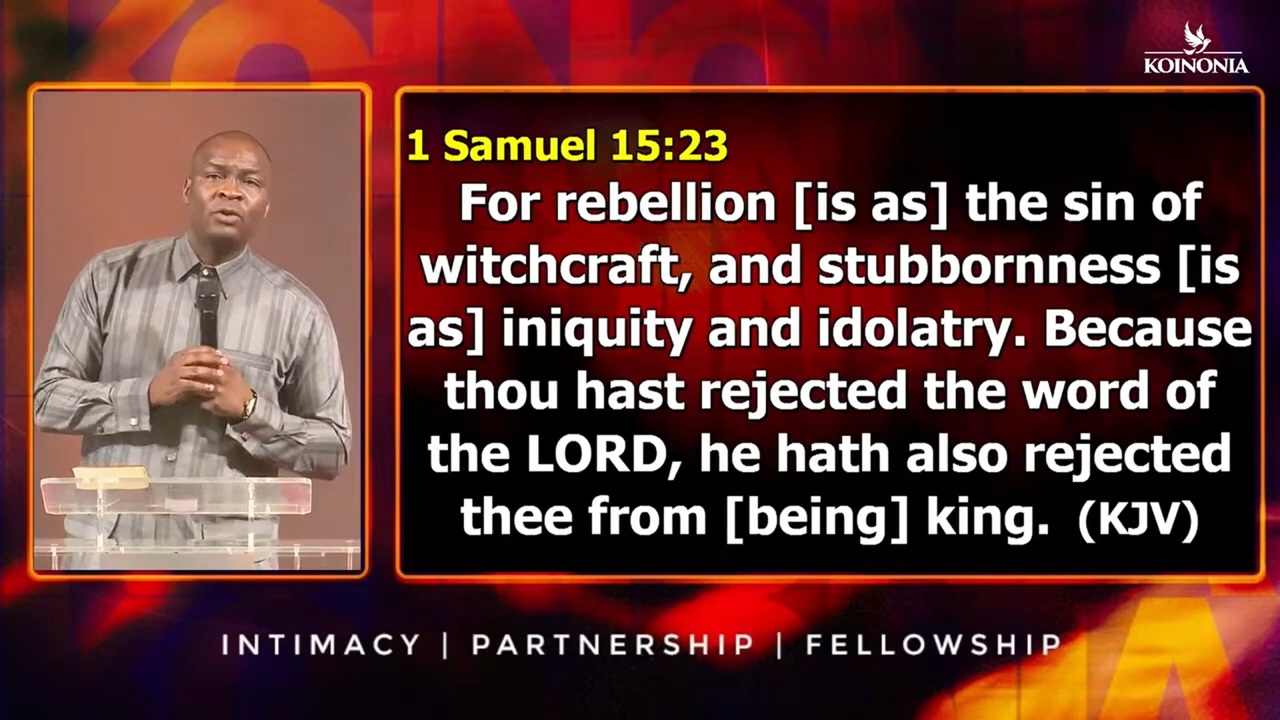 KOINONIA
1 Samuel 15:23
For rebellion [is as] the sin of
witchcraft, and stubbornness [is
as] iniquity and idolatry. Because
thou hast rejected the word of
the LORD, he hath also rejected
thee from [being] king. (KJV)
INTIMACY | PARTNERSHIP | FELLOWSHIP